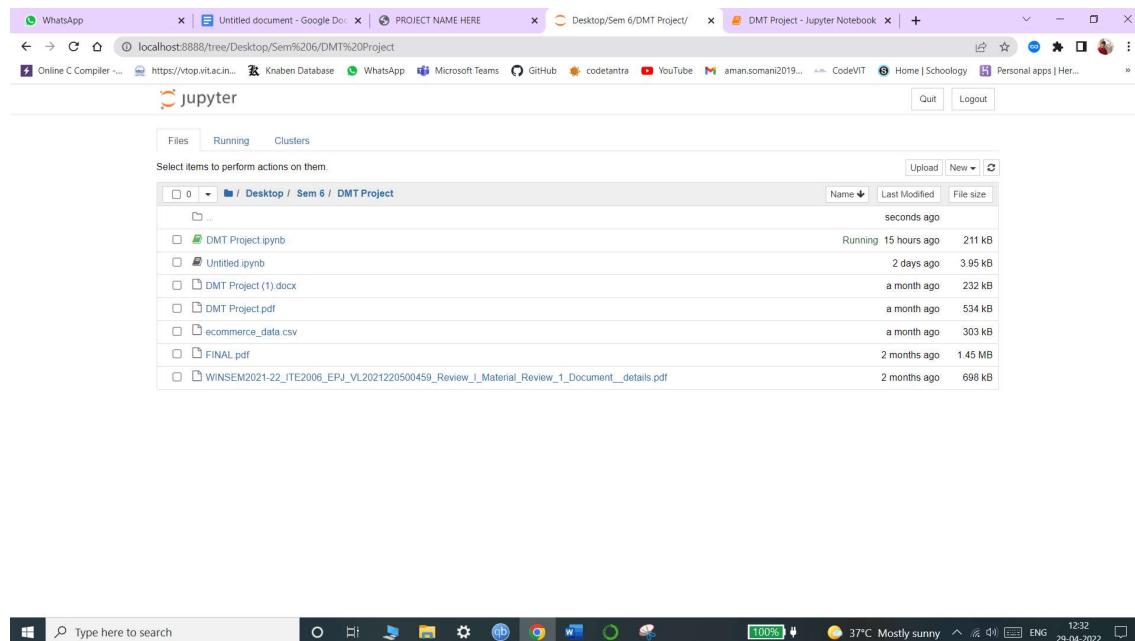 WhatsApp Untitled document - Google Doc PROJECT NAME HERE Desktop/Sem 6/DMT Project/ DMT Project - Jupyter Notebook
localhost:8888/tree/Desktop/Sem%206/DMT%20Project
Online C Compiler -... https://vtop.vit.ac.in... Knaben Database WhatsApp Microsoft Teams GitHub codetantra YouTube aman.somani2019... CodeVIT Home | Schoology Personal apps | Her... »
jupyter Quit Logout
Files Running Clusters
Select items to perform actions on them. Upload New
0 / Desktop / Sem 6 / DMT Project Name Last Modified File size
.. seconds ago
DMT Project.ipynb Running 15 hours ago 211 kB
Untitled.ipynb 2 days ago 3.95 kB
DMT Project (1).docx a month ago 232 kB
DMT Project.pdf a month ago 534 kB
ecommerce_data.csv a month ago 303 kB
FINAL.pdf 2 months ago 1.45 MB
WINSEM2021-22_ITE2006_EPJ_VL2021220500459_Review_I_Material_Review_1_Document__details.pdf 2 months ago 698 kB
Type here to search qb 100% 37°C Mostly sunny ENG 12:32
29-04-2022